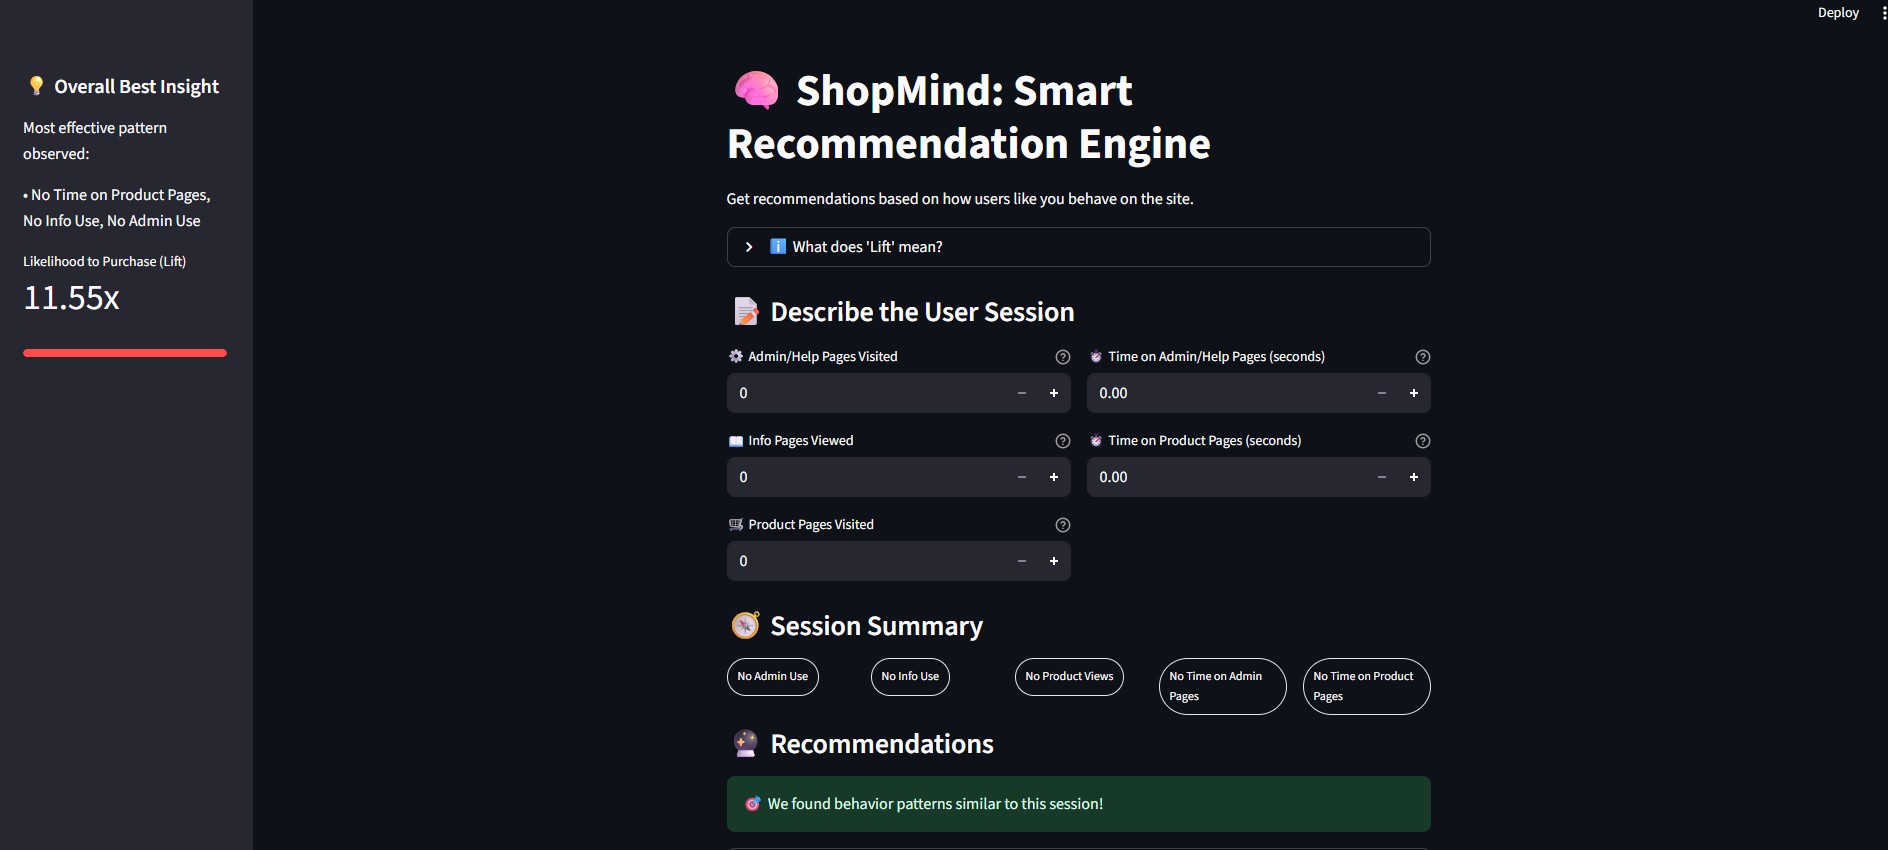 Deploy
Overall Best Insight
Most effective pattern
observed:
• No Time on Product Pages,
No Info Use, No Admin Use
Likelihood to Purchase (Lift)
11.55x
ShopMind: Smart
Recommendation Engine
Get recommendations based on how users like you behave on the site.
What does 'Lift' mean?
Describe the User Session
Admin/Help Pages Visited
0
Time on Admin/Help Pages (seconds)
0.00
Info Pages Viewed
0
Time on Product Pages (seconds)
0.00
Product Pages Visited
0
Session Summary
No Admin Use
No Info Use
No Product Views
No Time on Admin
Pages
No Time on Product
Pages
Recommendations
We found behavior patterns similar to this session!